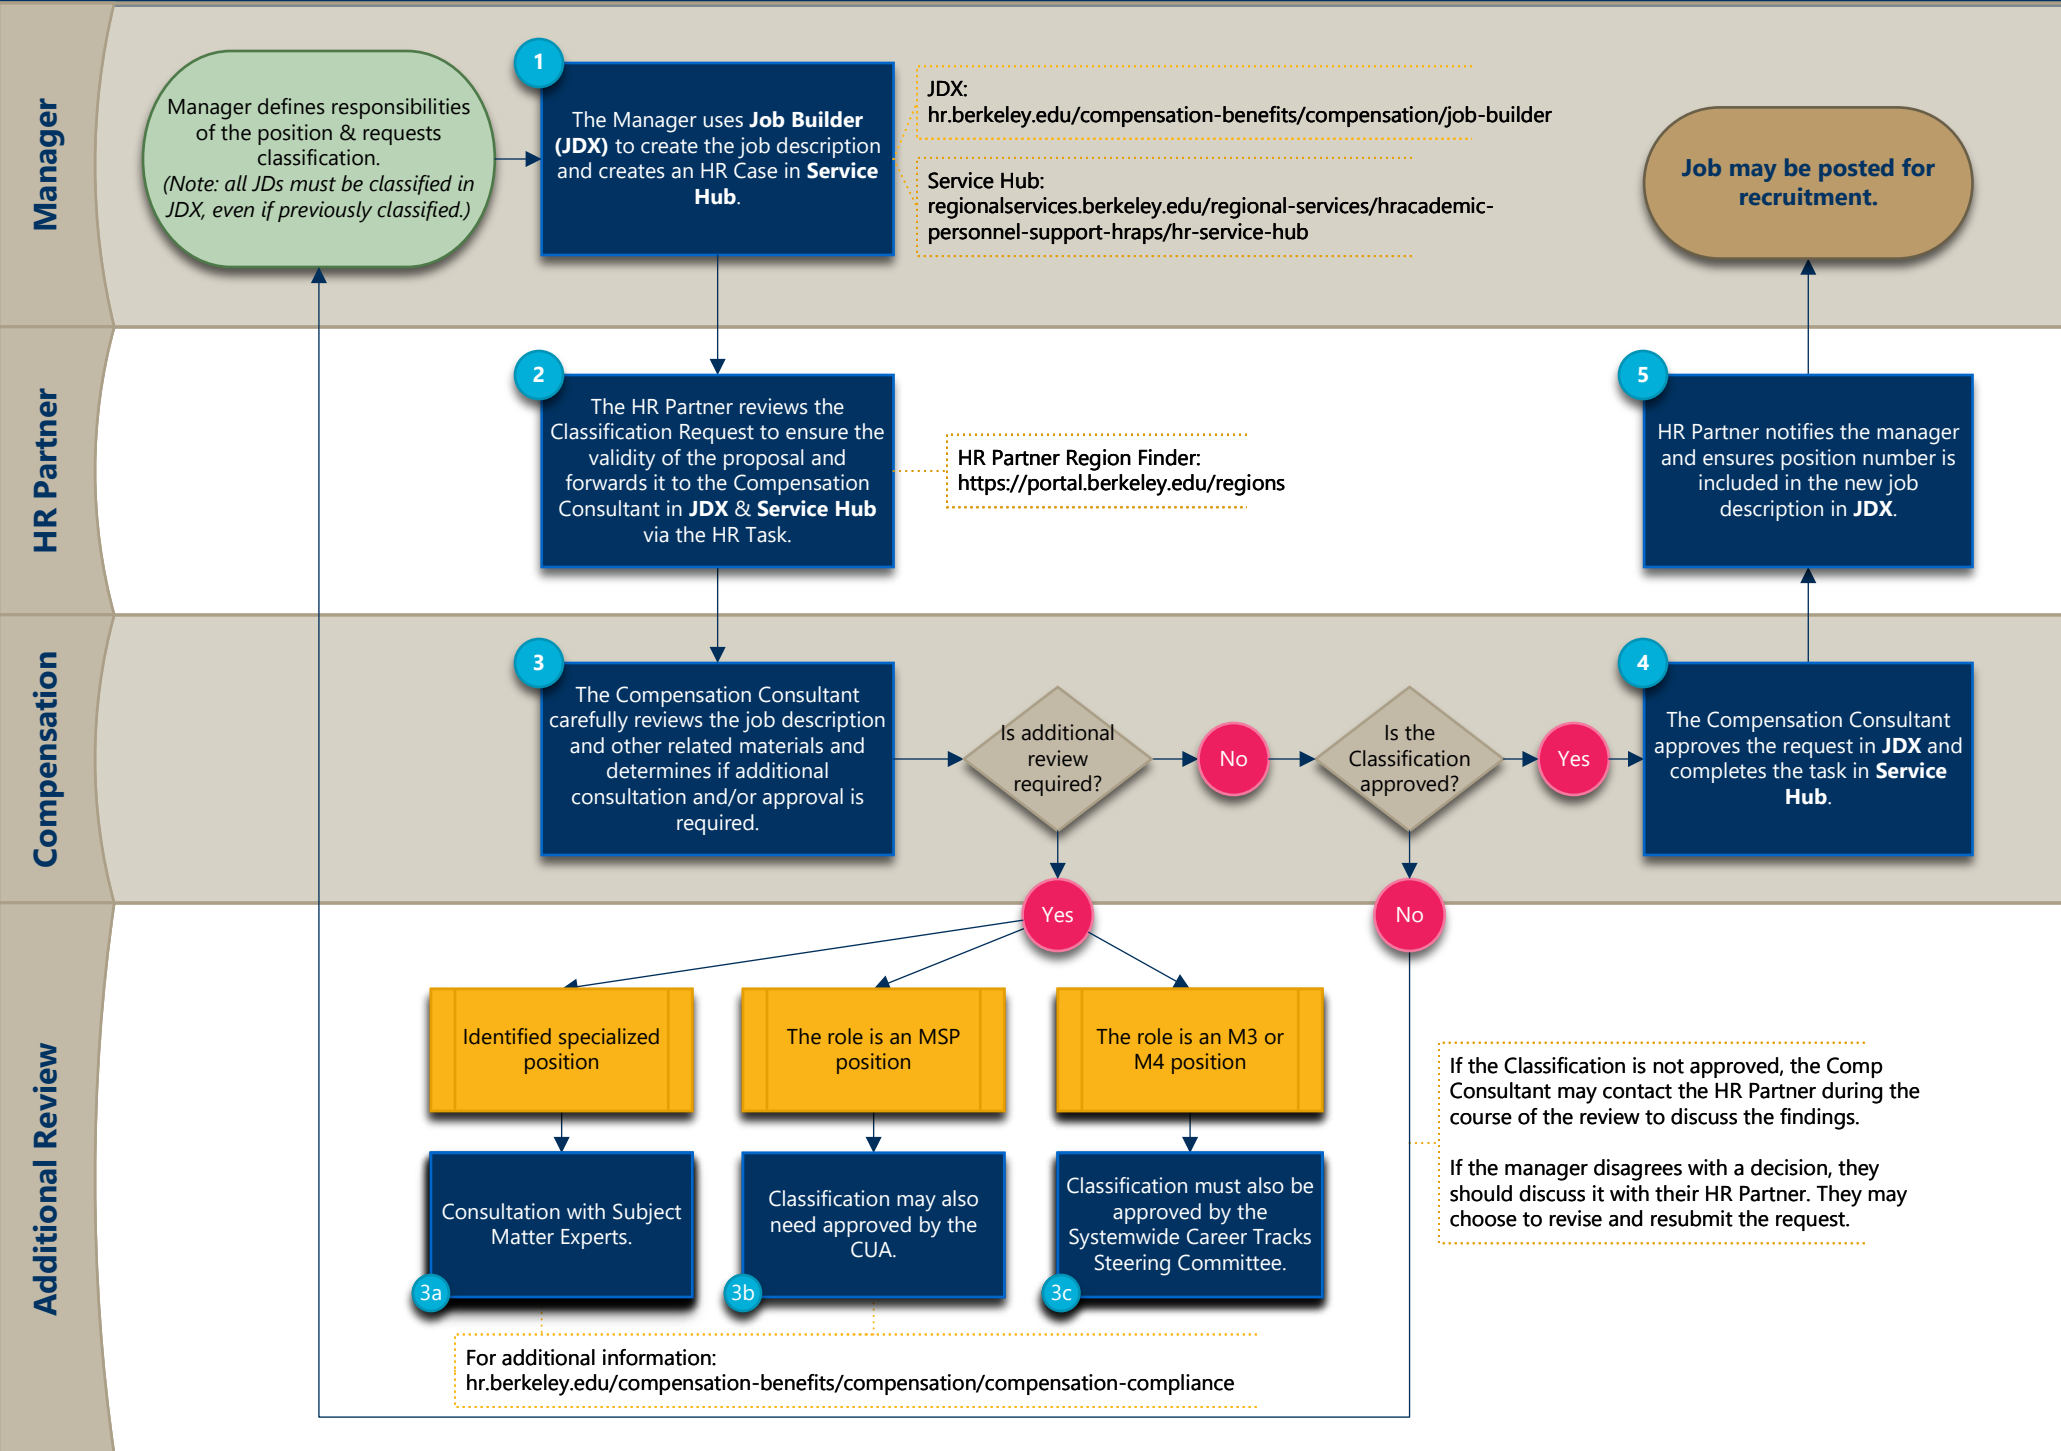 Manager
Manager defines responsibilities
of the position & requests
classification.
(Note: all JDs must be classified in
JDX, even if previously classified.)
1
The Manager uses Job Builder
(JDX) to create the job description
and creates an HR Case in Service
Hub.
JDX:
hr.berkeley.edu/compensation-benefits/compensation/job-builder
Service Hub:
regionalservices.berkeley.edu/regional-services/hracademic-
personnel-support-hraps/hr-service-hub
Job may be posted for
recruitment.
HR Partner
2
The HR Partner reviews the
Classification Request to ensure the
validity of the proposal and
forwards it to the Compensation
Consultant in JDX & Service Hub
via the HR Task.
HR Partner Region Finder:
https://portal.berkeley.edu/regions
5
HR Partner notifies the manager
and ensures position number is
included in the new job
description in JDX.
Compensation
3
The Compensation Consultant
carefully reviews the job description
and other related materials and
determines if additional
consultation and/or approval is
required.
Is additional
review
required?
No
Is the
Classification
approved?
Yes
4
The Compensation Consultant
approves the request in JDX and
completes the task in Service
Hub.
Additional Review
Yes
No
Identified specialized
position
The role is an MSP
position
The role is an M3 or
M4 position
Consultation with Subject
Matter Experts.
3a
Classification may also
need approved by the
CUA.
3b
Classification must also be
approved by the
Systemwide Career Tracks
Steering Committee.
3c
If the Classification is not approved, the Comp
Consultant may contact the HR Partner during the
course of the review to discuss the findings.
If the manager disagrees with a decision, they
should discuss it with their HR Partner. They may
choose to revise and resubmit the request.
For additional information:
hr.berkeley.edu/compensation-benefits/compensation/compensation-compliance